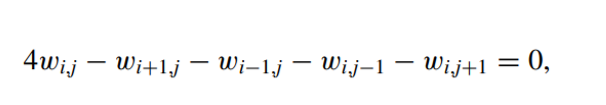 4w_{i,j} − w_{i+1,j} − w_{i−1,j} − w_{i,j−1} − w_{i,j+1} = 0,